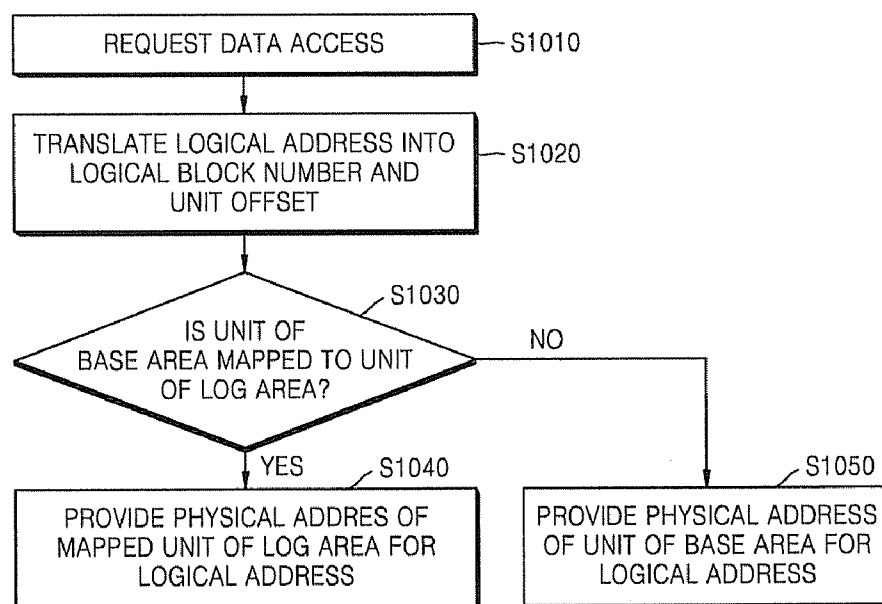 REQUEST DATA ACCESS
S1010
TRANSLATE LOGICAL ADDRESS INTO
LOGICAL BLOCK NUMBER AND
UNIT OFFSET
S1020
S1030
IS UNIT OF
BASE AREA MAPPED TO UNIT
OF LOG AREA?
NO
YES
S1040
PROVIDE PHYSICAL ADDRES OF
MAPPED UNIT OF LOG AREA FOR
LOGICAL ADDRESS
S1050
PROVIDE PHYSICAL ADDRESS
OF UNIT OF BASE AREA FOR
LOGICAL ADDRESS